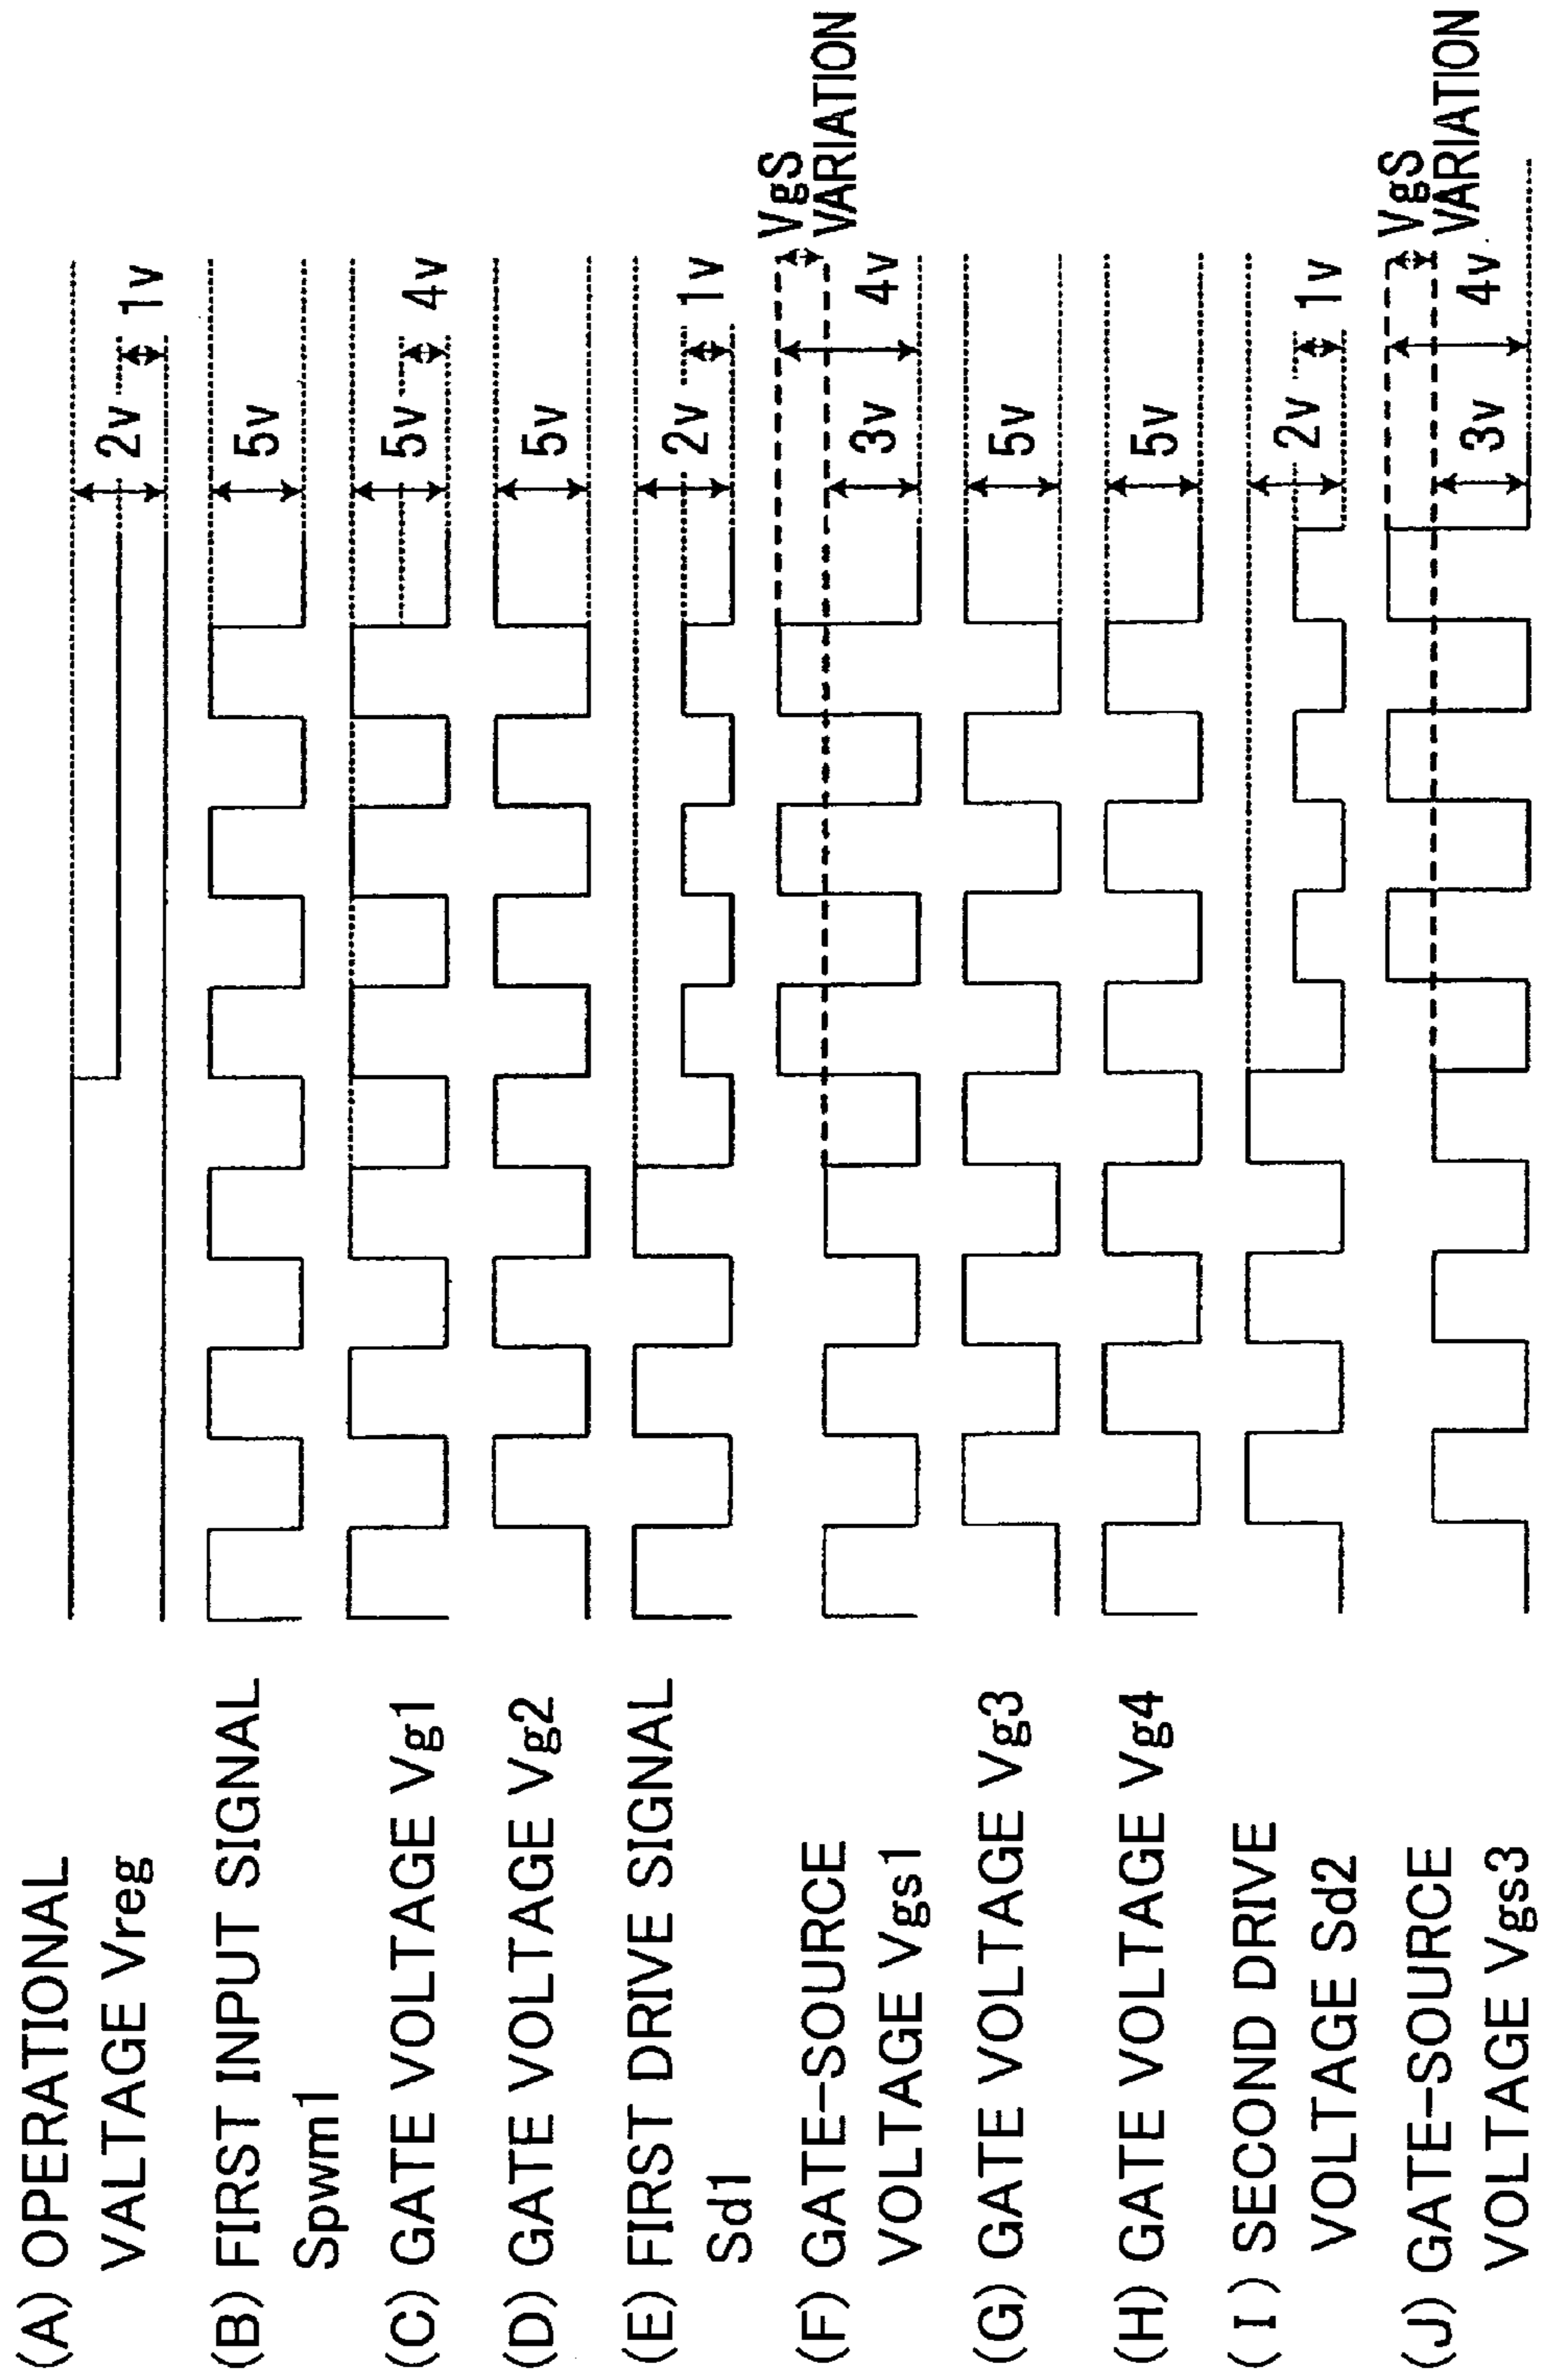 (A) OPERATIONAL
VALTAGE Vreg
2v
1v
(B) FIRST INPUT SIGNAL
Spwm1
5v
(C) GATE VOLTAGE Vg1
5v
4v
(D) GATE VOLTAGE Vg2
5v
(E) FIRST DRIVE SIGNAL
Sd1
2v
1v
(F) GATE-SOURCE
VOLTAGE Vgs1
3v
4v
VgS
VARIATION
(G) GATE VOLTAGE Vg3
5v
(H) GATE VOLTAGE Vg4
5v
(I) SECOND DRIVE
VOLTAGE Sd2
2v
1v
(J) GATE-SOURCE
VOLTAGE Vgs3
3v
4v
VgS
VARIATION